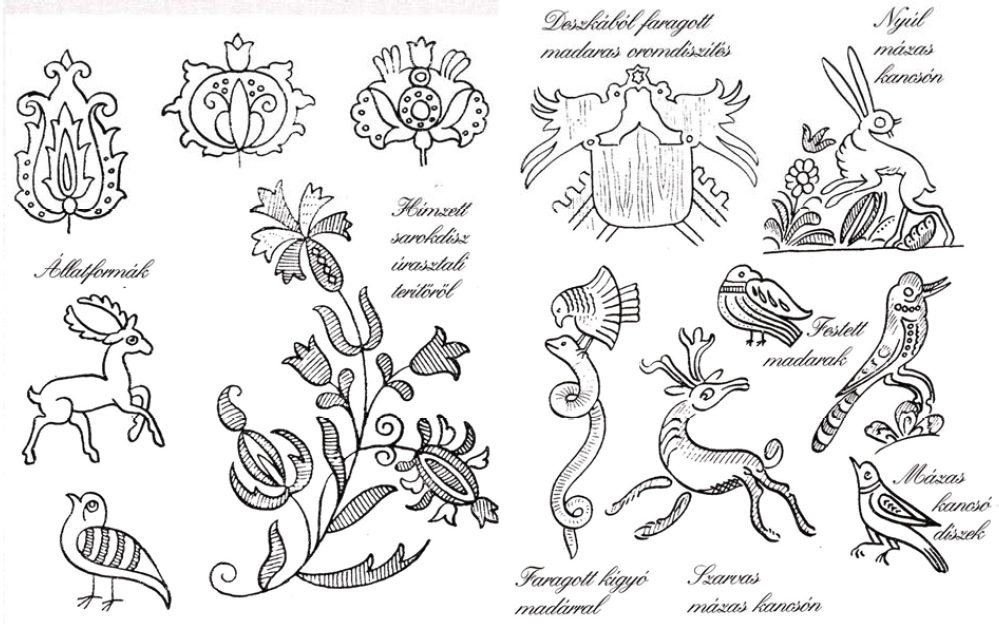 Hímzett
sarokdísz
úrasztali
terítőről
Állatformák
Deszkából faragott
madaras oromdíszítés
Nyúl
mázas
kancsón
Festett
madarak
Mázas
kancsó
díszek
Faragott kígyó
madárral
Szarvas
mázas kancsón